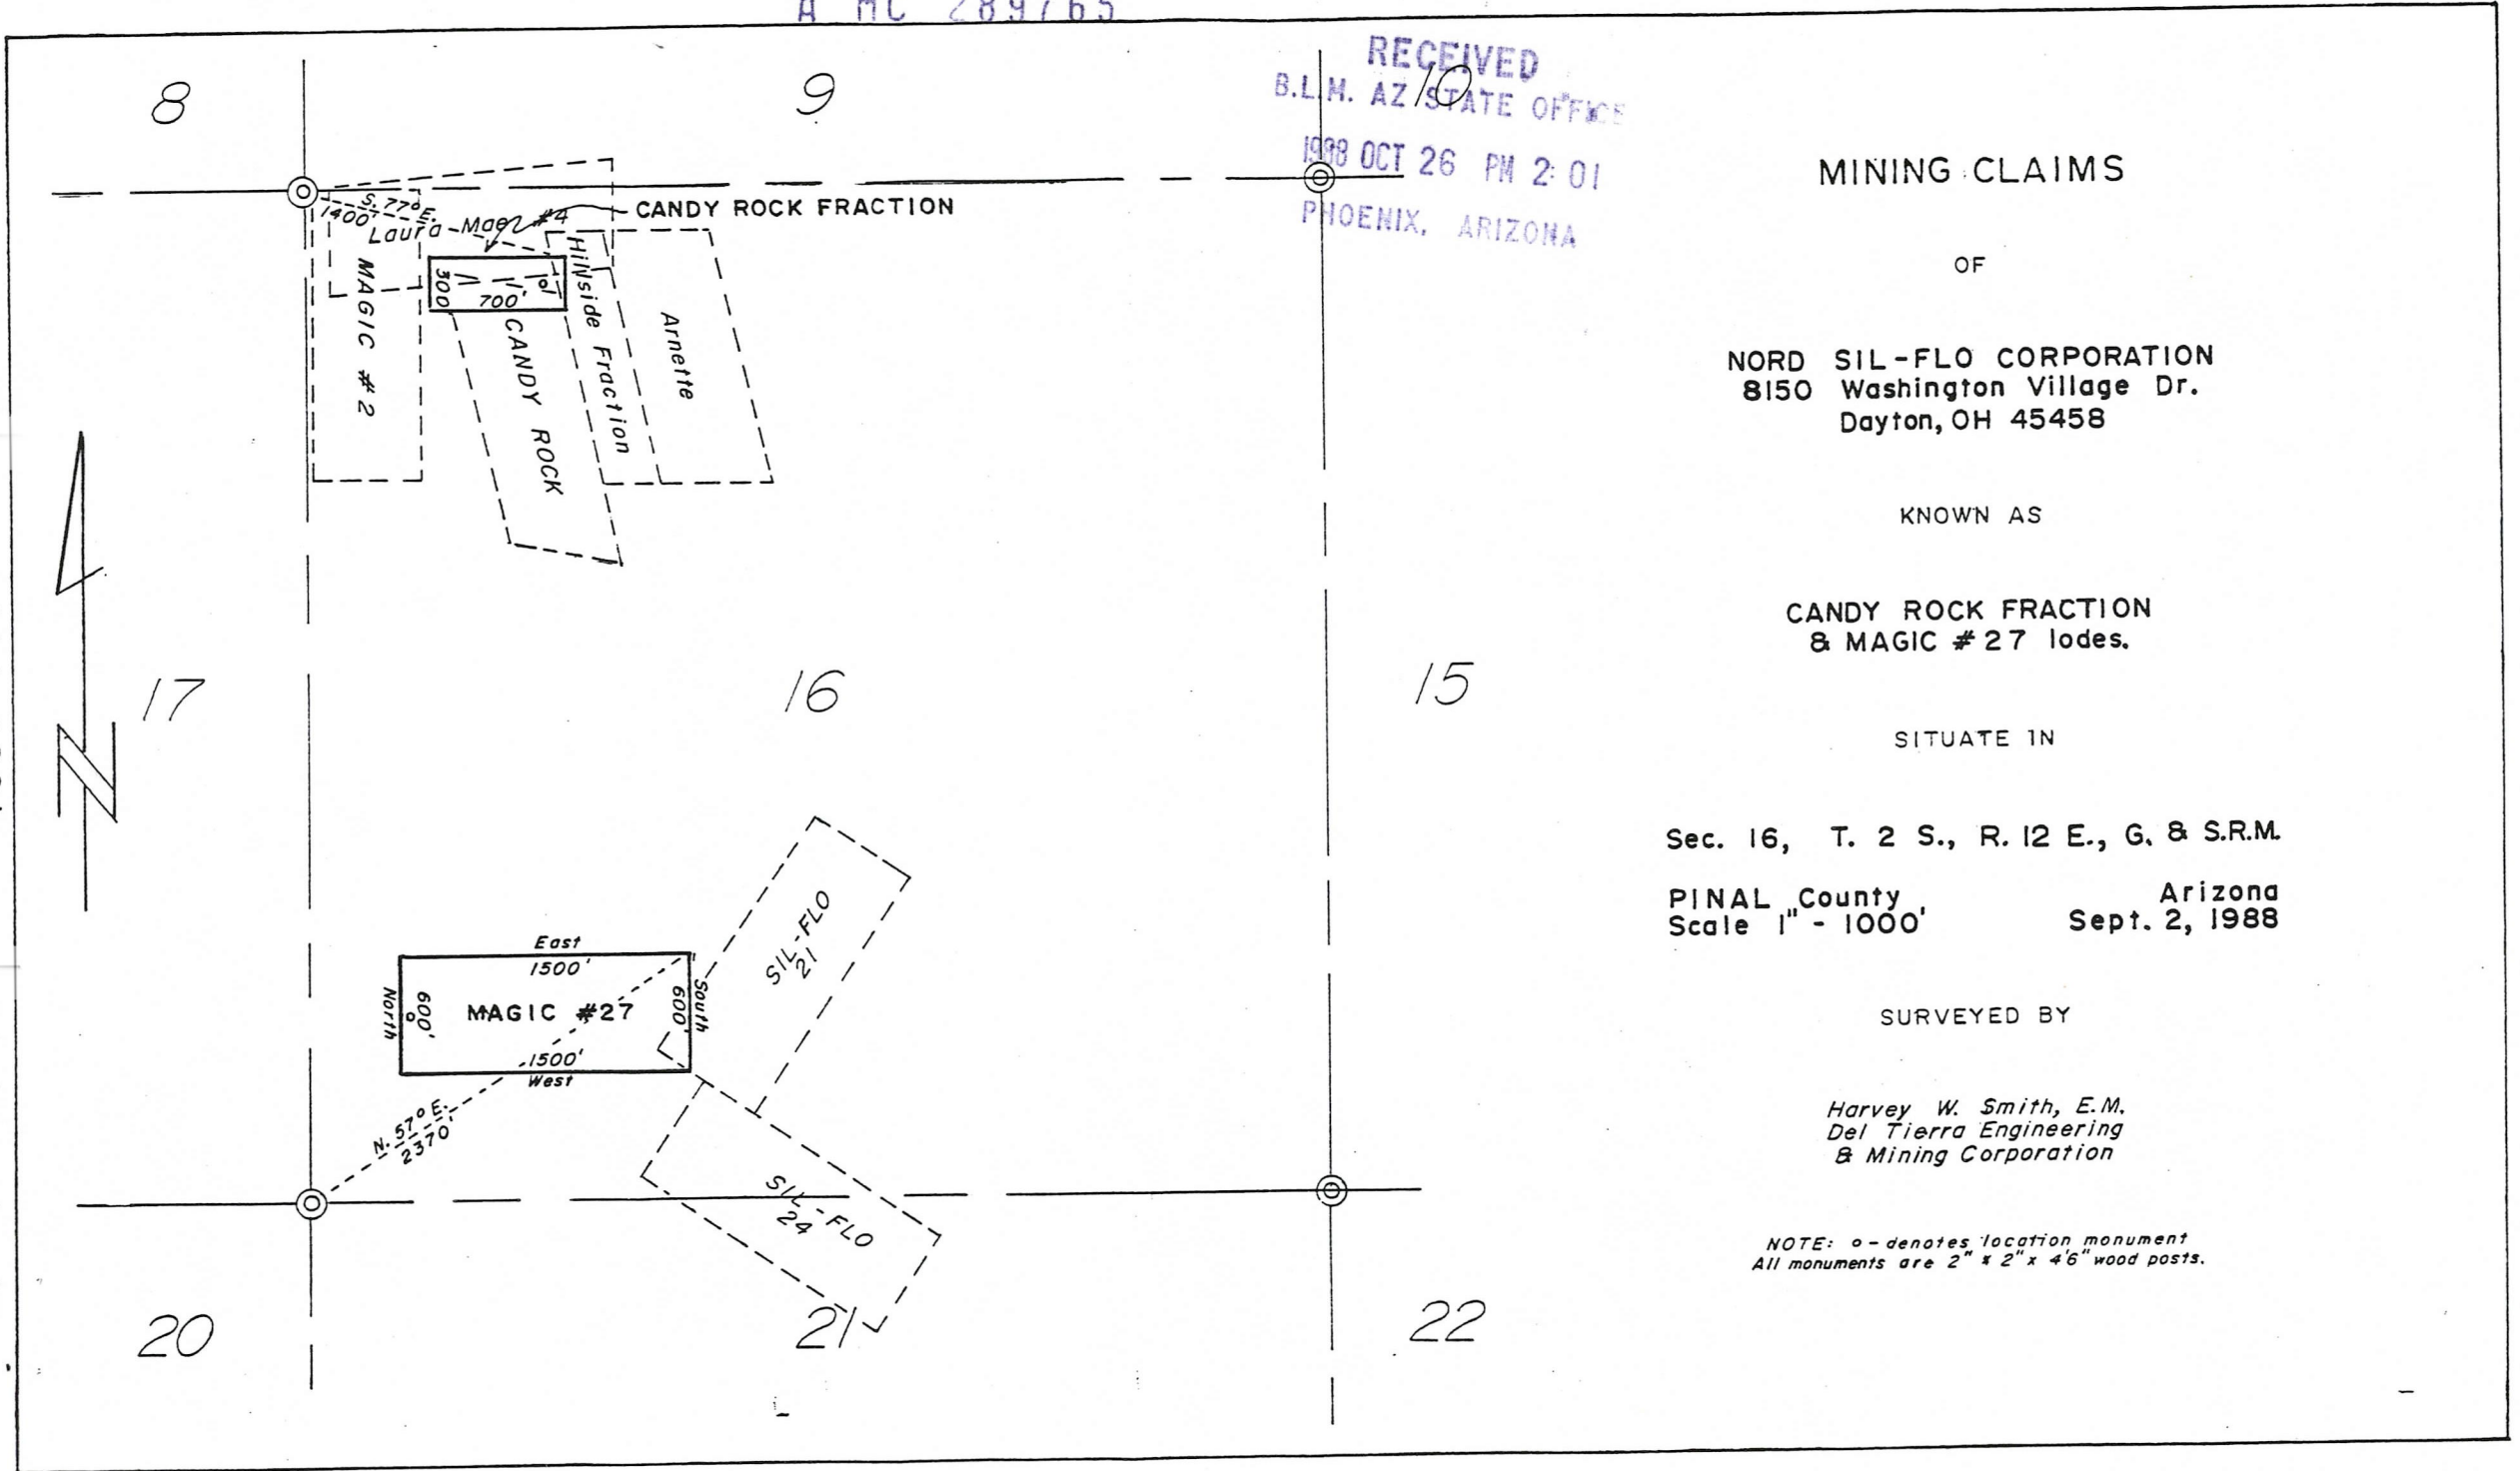 A MC 289765
RECEIVED
B.L.M. AZ STATE OFFICE
1988 OCT 26 PM 2:01
PHOENIX, ARIZONA
8
9
10
S. 77° E.
1400'
Laura Mae #4
CANDY ROCK FRACTION
MAGIC #2
300'
700'
CANDY ROCK
Hillside Fraction
Arnette
17
16
15
N
SIL-FLO
21
East
1500'
North
600'
MAGIC #27
600'
South
1500'
West
N. 57° E.
2370'
SIL-FLO
24
20
21
22
MINING CLAIMS
OF
NORD SIL-FLO CORPORATION
8150 Washington Village Dr.
Dayton, OH 45458
KNOWN AS
CANDY ROCK FRACTION
& MAGIC #27 lodes.
SITUATE IN
Sec. 16, T. 2 S., R. 12 E., G. & S.R.M.
PINAL County Arizona
Scale 1" - 1000' Sept. 2, 1988
SURVEYED BY
Harvey W. Smith, E.M.
Del Tierra Engineering
& Mining Corporation
NOTE: o - denotes location monument
All monuments are 2" x 2" x 4'6" wood posts.